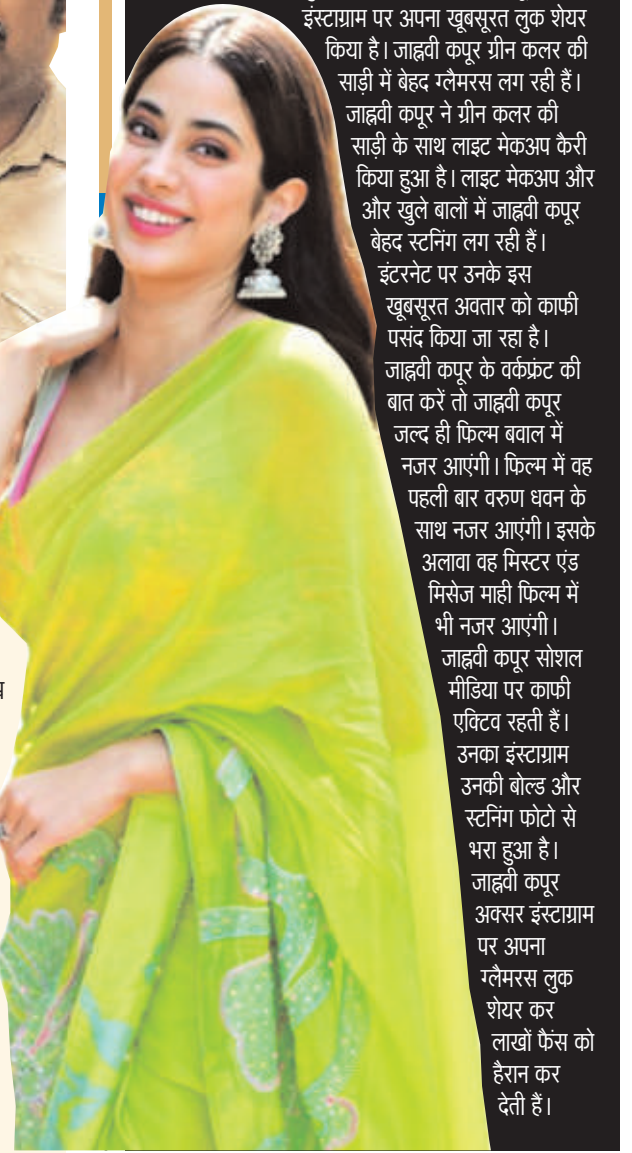 इंस्टाग्राम पर अपना खूबसूरत लुक शेयर
किया है। जाह्नवी कपूर ग्रीन कलर की
साड़ी में बेहद ग्लैमरस लग रही हैं।
जाह्नवी कपूर ने ग्रीन कलर की
साड़ी के साथ लाइट मेकअप कैरी
किया हुआ है। लाइट मेकअप और
और खुले बालों में जाह्नवी कपूर
बेहद स्टनिंग लग रही हैं।
इंटरनेट पर उनके इस
खूबसूरत अवतार को काफी
पसंद किया जा रहा है।
जाह्नवी कपूर के वर्कफ्रंट की
बात करें तो जाह्नवी कपूर
जल्द ही फिल्म बवाल में
नजर आएंगी। फिल्म में वह
पहली बार वरुण धवन के
साथ नजर आएंगी। इसके
अलावा वह मिस्टर एंड
मिसेज माही फिल्म में
भी नजर आएंगी।
जाह्नवी कपूर सोशल
मीडिया पर काफी
एक्टिव रहती हैं।
उनका इंस्टाग्राम
उनकी बोल्ड और
स्टनिंग फोटो से
भरा हुआ है।
जाह्नवी कपूर
अक्सर इंस्टाग्राम
पर अपना
ग्लैमरस लुक
शेयर कर
लाखों फैंस को
हैरान कर
देती हैं।